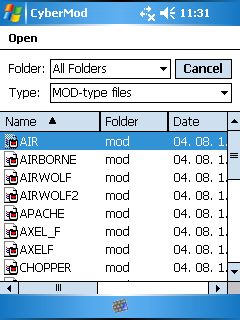 CyberMod 11:31
Open
Folder: All Folders Cancel
Type: MOD-type files
Name Folder Date
AIR mod 04. 08. 1.
AIRBORNE mod 04. 08. 1.
AIRWOLF mod 04. 08. 1.
AIRWOLF2 mod 04. 08. 1.
APACHE mod 04. 08. 1.
AXEL_F mod 04. 08. 1.
AXELF mod 04. 08. 1.
CHOPPER mod 04. 08. 1.